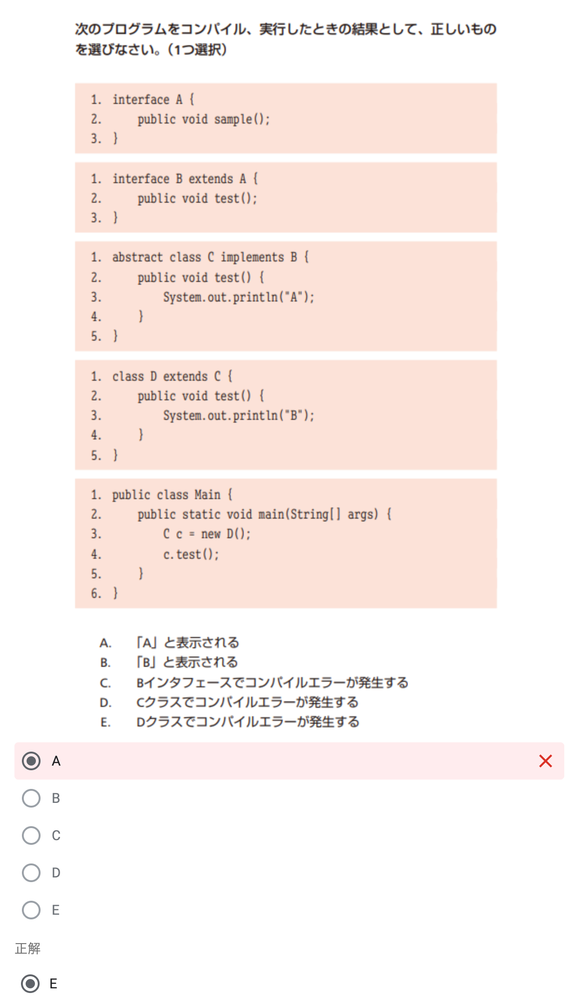 次のプログラムをコンパイル、実行したときの結果として、正しいもの
を選びなさい。（1つ選択）
1. interface A {
2.     public void sample();
3. }
1. interface B extends A {
2.     public void test();
3. }
1. abstract class C implements B {
2.     public void test() {
3.         System.out.println("A");
4.     }
5. }
1. class D extends C {
2.     public void test() {
3.         System.out.println("B");
4.     }
5. }
1. public class Main {
2.     public static void main(String[] args) {
3.         C c = new D();
4.         c.test();
5.     }
6. }
A. 「A」と表示される
B. 「B」と表示される
C. Bインタフェースでコンパイルエラーが発生する
D. Cクラスでコンパイルエラーが発生する
E. Dクラスでコンパイルエラーが発生する
A
B
C
D
E
正解
E